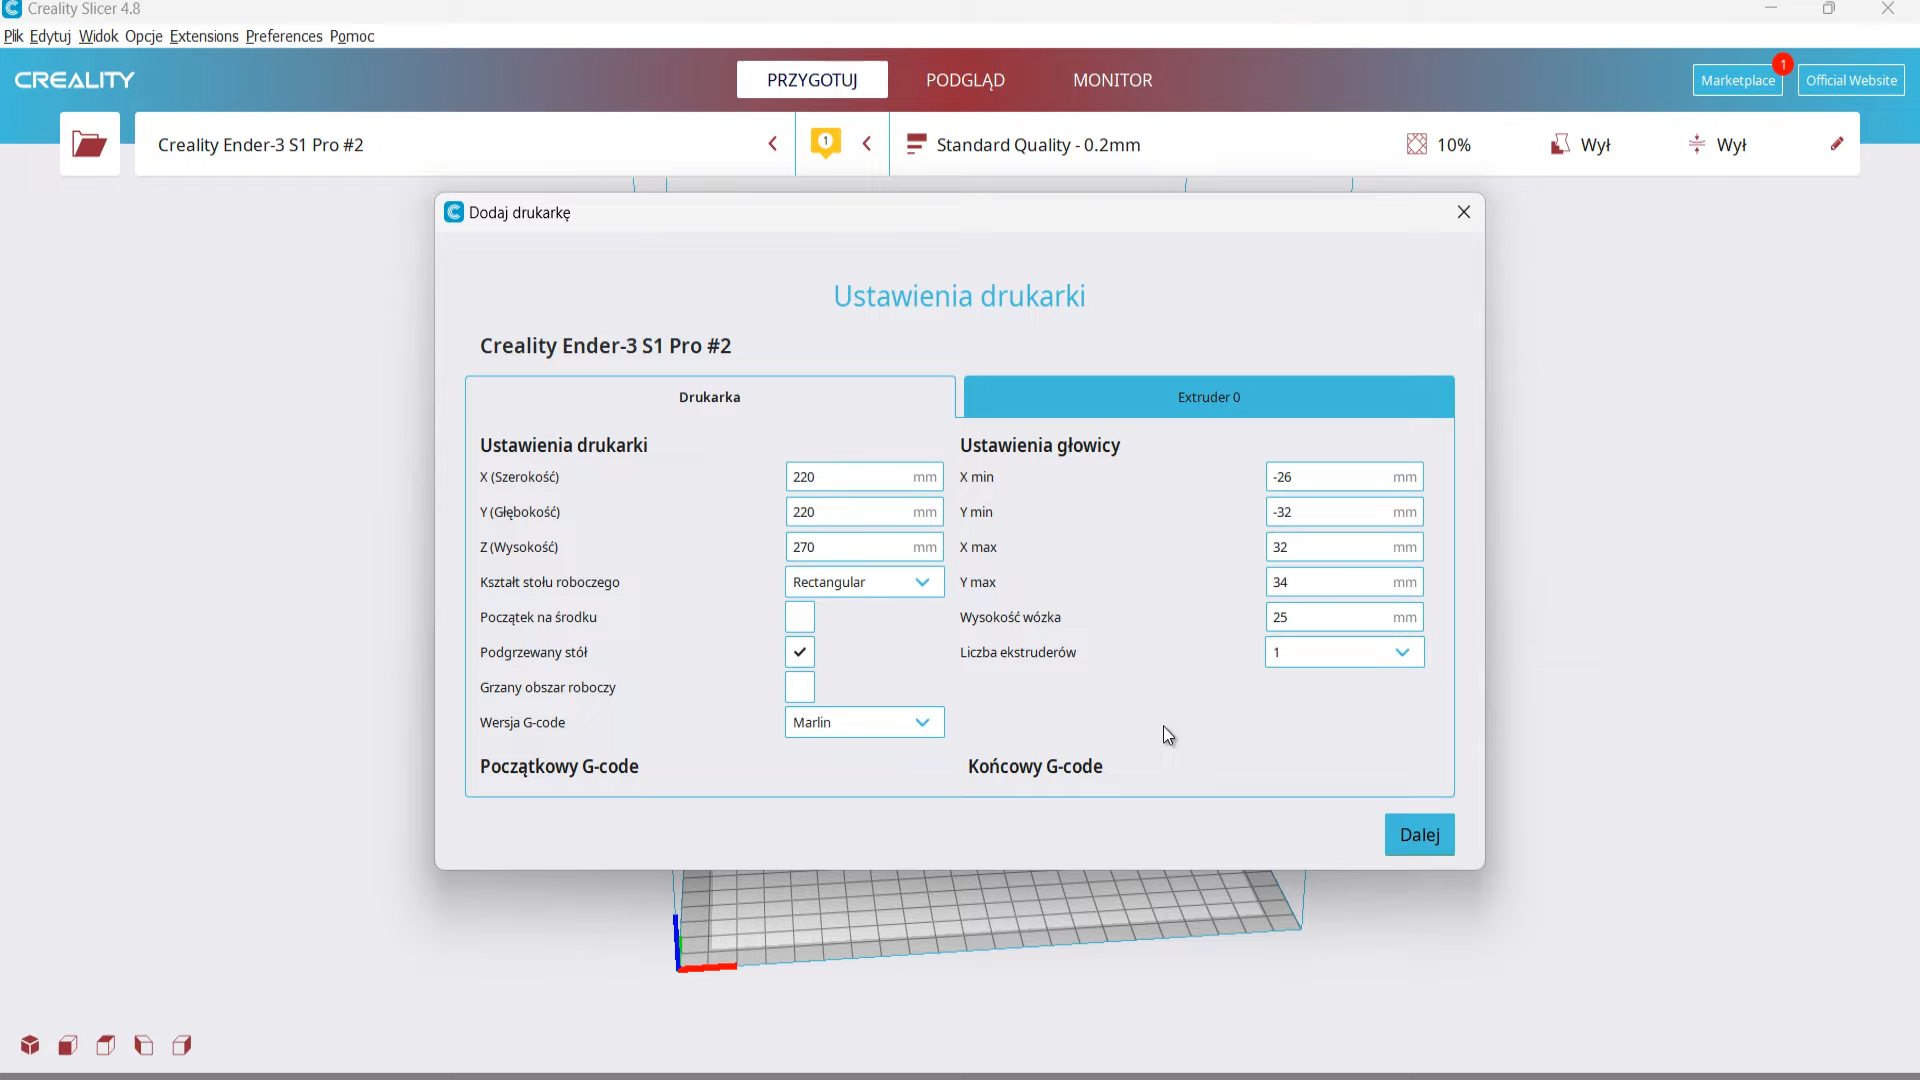 Creality Slicer 4.8
Plik Edytuj Widok Opcje Extensions Preferences Pomoc
CREALITY
PRZYGOTUJ
PODGLĄD
MONITOR
Marketplace
1
Official Website
Creality Ender-3 S1 Pro #2
1
Standard Quality - 0.2mm
10%
Wył
Wył
Dodaj drukarkę
Ustawienia drukarki
Creality Ender-3 S1 Pro #2
Drukarka
Extruder 0
Ustawienia drukarki
X (Szerokość) 220 mm
Y (Głębokość) 220 mm
Z (Wysokość) 270 mm
Kształt stołu roboczego Rectangular
Początek na środku
Podgrzewany stół
Grzany obszar roboczy
Wersja G-code Marlin
Ustawienia głowicy
X min -26 mm
Y min -32 mm
X max 32 mm
Y max 34 mm
Wysokość wózka 25 mm
Liczba ekstruderów 1
Początkowy G-code
Końcowy G-code
Dalej